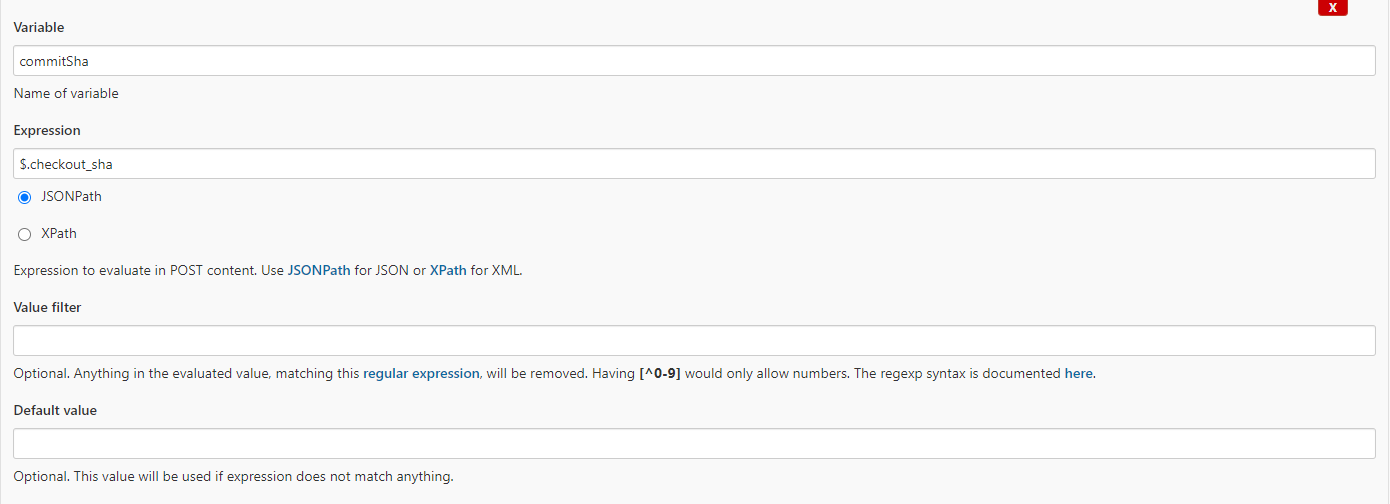 X
Variable
commitSha
Name of variable
Expression
$.checkout_sha
JSONPath
XPath
Expression to evaluate in POST content. Use JSONPath for JSON or XPath for XML.
Value filter
Optional. Anything in the evaluated value, matching this regular expression, will be removed. Having [^0-9] would only allow numbers. The regexp syntax is documented here.
Default value
Optional. This value will be used if expression does not match anything.